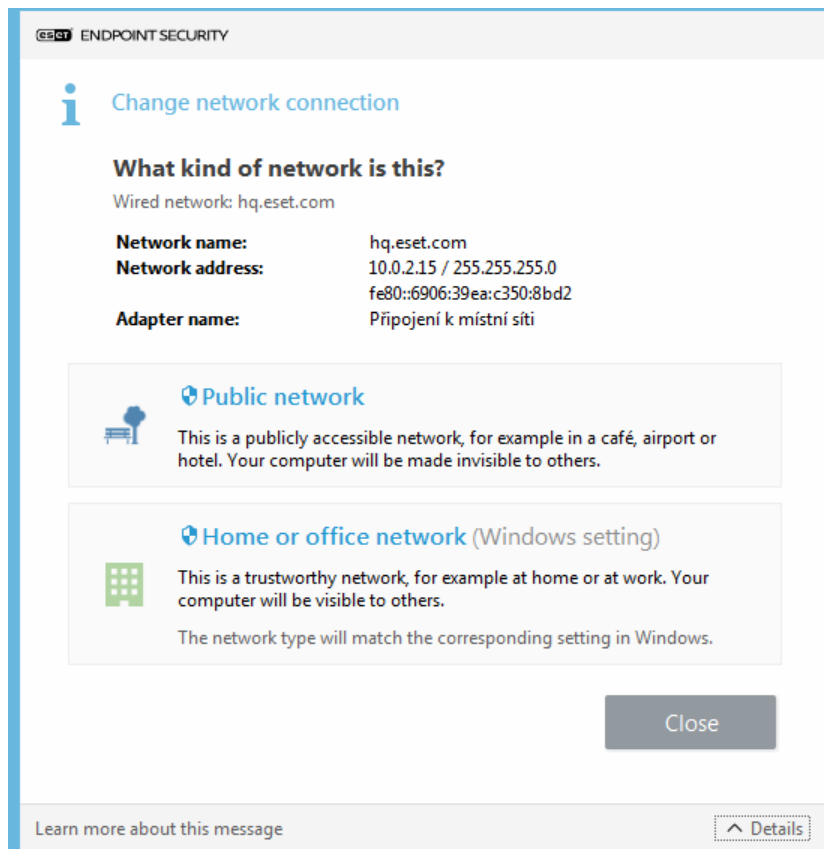 eset ENDPOINT SECURITY
Change network connection
What kind of network is this?
Wired network: hq.eset.com
Network name: hq.eset.com
Network address: 10.0.2.15 / 255.255.255.0
fe80::6906:39ea:c350:8bd2
Adapter name: Připojení k místní síti
Public network
This is a publicly accessible network, for example in a café, airport or
hotel. Your computer will be made invisible to others.
Home or office network (Windows setting)
This is a trustworthy network, for example at home or at work. Your
computer will be visible to others.
The network type will match the corresponding setting in Windows.
Close
Learn more about this message
Details